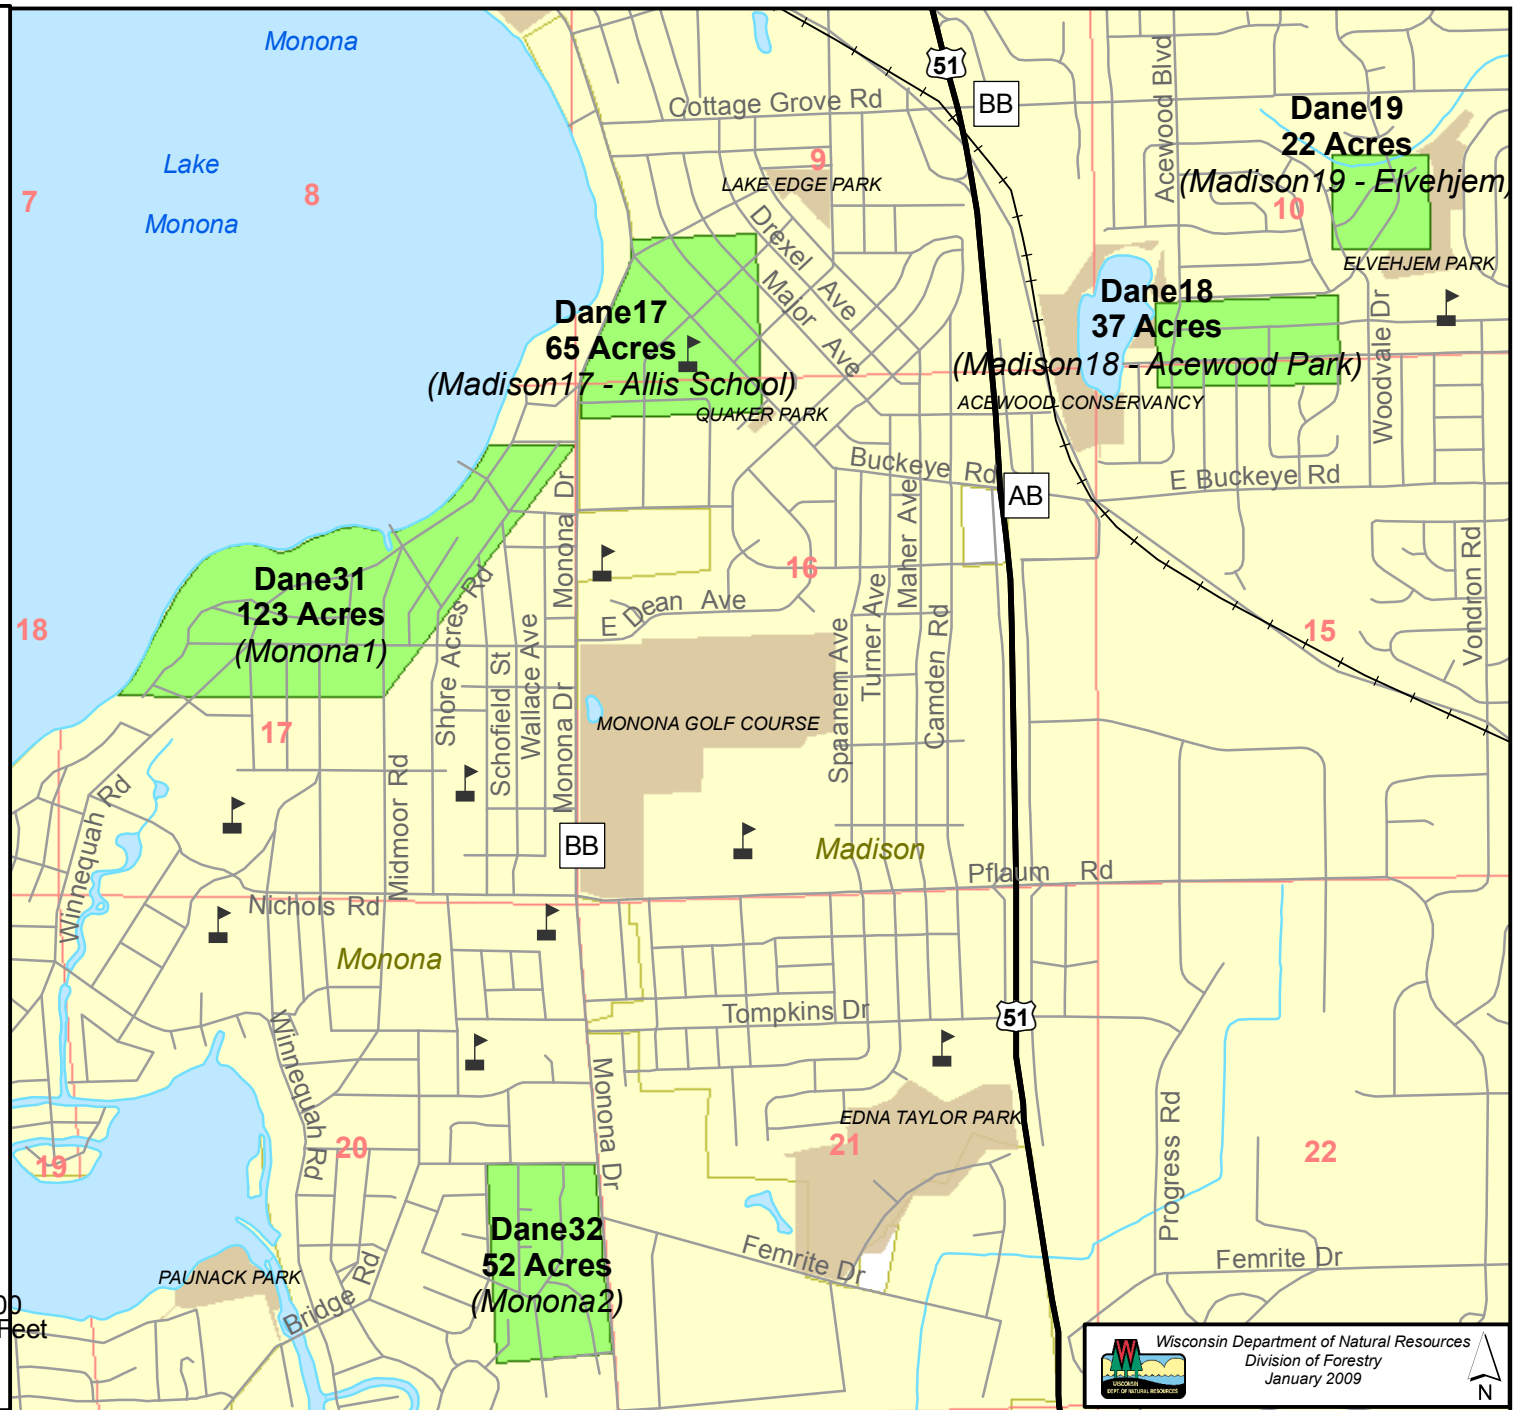 Monona
51
BB
Cottage Grove Rd
Acewood Blvd
Dane19
22 Acres
(Madison19 - Elvehjem)
Lake
Monona
7
8
9
10
LAKE EDGE PARK
ELVEHJEM PARK
Drexel Ave
Major Ave
Dane17
65 Acres
(Madison17 - Allis School)
QUAKER PARK
Dane18
37 Acres
(Madison18 - Acewood Park)
ACEWOOD CONSERVANCY
Woodvale Dr
Buckeye Rd
E Buckeye Rd
AB
Monona Dr
Maher Ave
Vondron Rd
Dane31
123 Acres
(Monona1)
18
16
15
E Dean Ave
Shore Acres Rd
Schofield St
Wallace Ave
Monona Dr
Spaanem Ave
Turner Ave
Camden Rd
MONONA GOLF COURSE
17
Midmoor Rd
Winnequah Rd
BB
Madison
Pflaum Rd
Nichols Rd
Monona
Tompkins Dr
51
Winnequah Rd
Monona Dr
EDNA TAYLOR PARK
Progress Rd
19
20
21
22
Dane32
52 Acres
(Monona2)
Femrite Dr
Femrite Dr
PAUNACK PARK
Bridge Rd
00
Feet
Wisconsin Department of Natural Resources
Division of Forestry
January 2009
W
WISCONSIN
DEPT. OF NATURAL RESOURCES
N